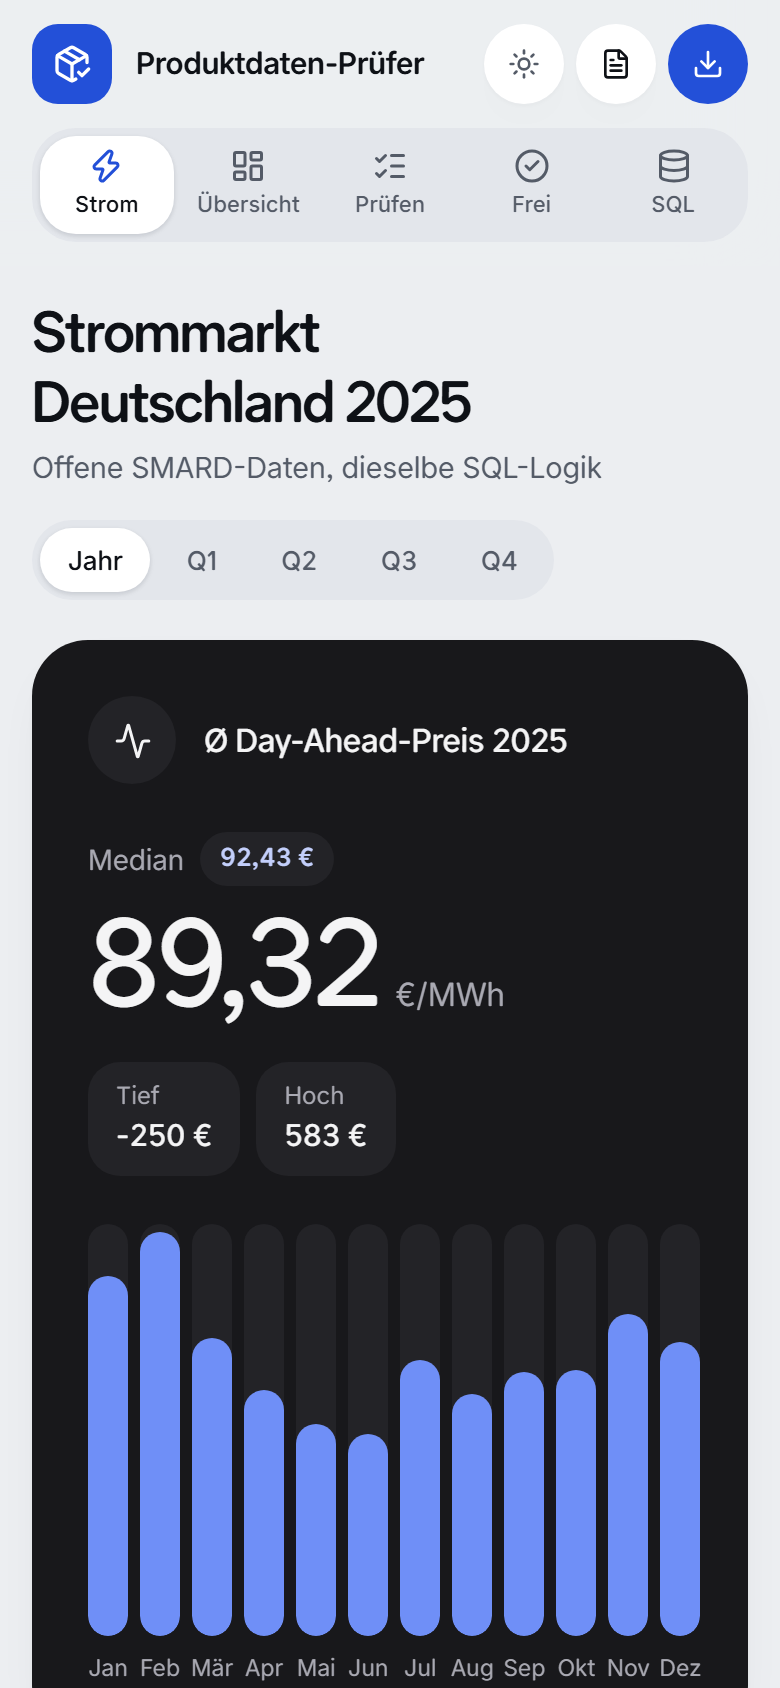 Produktdaten-Prüfer
Strom Übersicht Prüfen Frei SQL
Strommarkt
Deutschland 2025
Offene SMARD-Daten, dieselbe SQL-Logik
Jahr Q1 Q2 Q3 Q4
Ø Day-Ahead-Preis 2025
Median 92,43 €
89,32 €/MWh
Tief Hoch
-250 € 583 €
Jan Feb Mär Apr Mai Jun Jul Aug Sep Okt Nov Dez